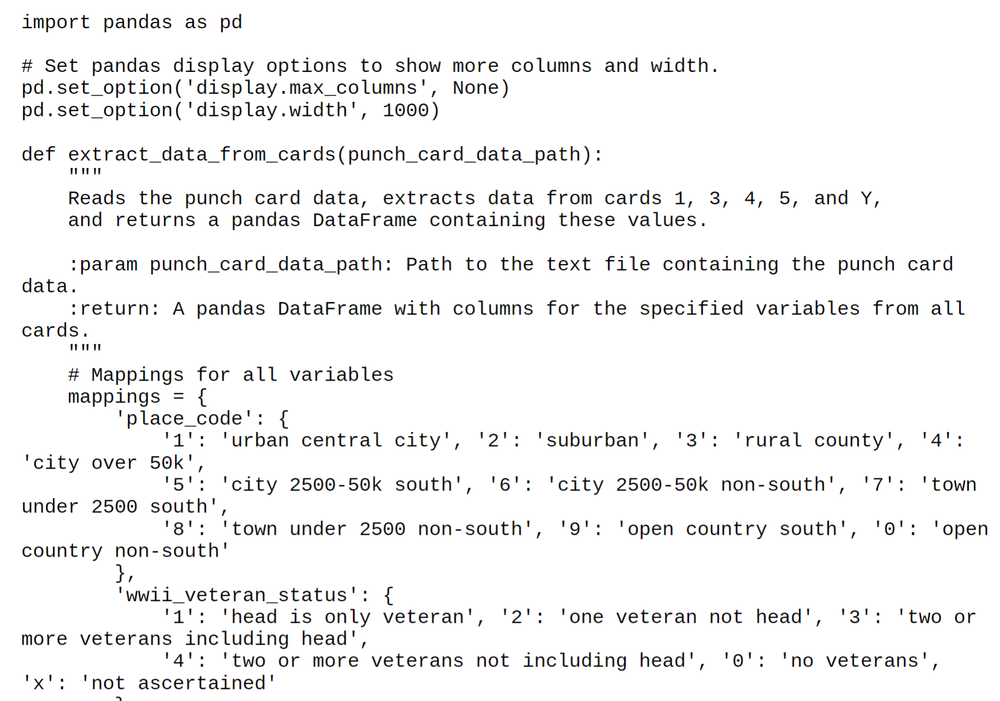 import pandas as pd

# Set pandas display options to show more columns and width.
pd.set_option('display.max_columns', None)
pd.set_option('display.width', 1000)

def extract_data_from_cards(punch_card_data_path):
    """
    Reads the punch card data, extracts data from cards 1, 3, 4, 5, and Y,
    and returns a pandas DataFrame containing these values.

    :param punch_card_data_path: Path to the text file containing the punch card
data.
    :return: A pandas DataFrame with columns for the specified variables from all
cards.
    """
    # Mappings for all variables
    mappings = {
        'place_code': {
            '1': 'urban central city', '2': 'suburban', '3': 'rural county', '4':
'city over 50k',
            '5': 'city 2500-50k south', '6': 'city 2500-50k non-south', '7': 'town
under 2500 south',
            '8': 'town under 2500 non-south', '9': 'open country south', '0': 'open
country non-south'
        },
        'wwii_veteran_status': {
            '1': 'head is only veteran', '2': 'one veteran not head', '3': 'two or
more veterans including head',
            '4': 'two or more veterans not including head', '0': 'no veterans',
'x': 'not ascertained'
        }